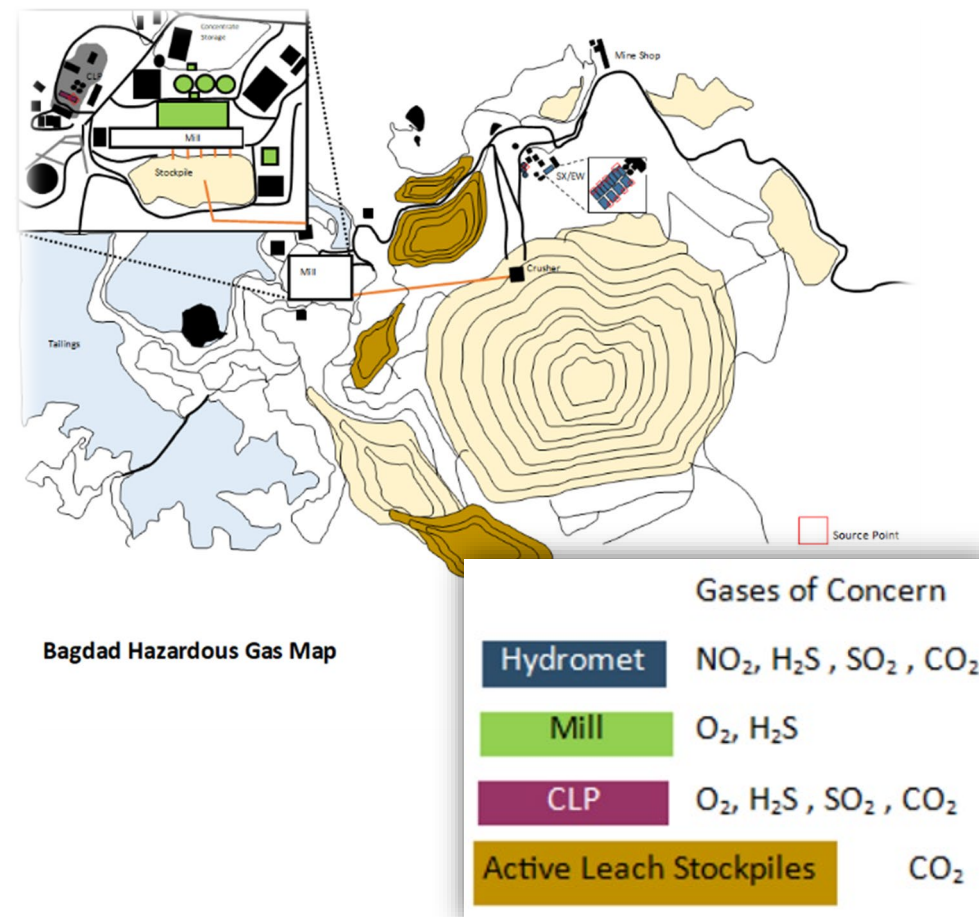 Concentrate
Storage
CLP
Mill
Stockpile
Mine Shop
SX/EW
Crusher
Mill
Tailings
Source Point
Bagdad Hazardous Gas Map
Gases of Concern
Hydromet NO₂, H₂S , SO₂ , CO₂
Mill O₂, H₂S
CLP O₂, H₂S , SO₂ , CO₂
Active Leach Stockpiles CO₂